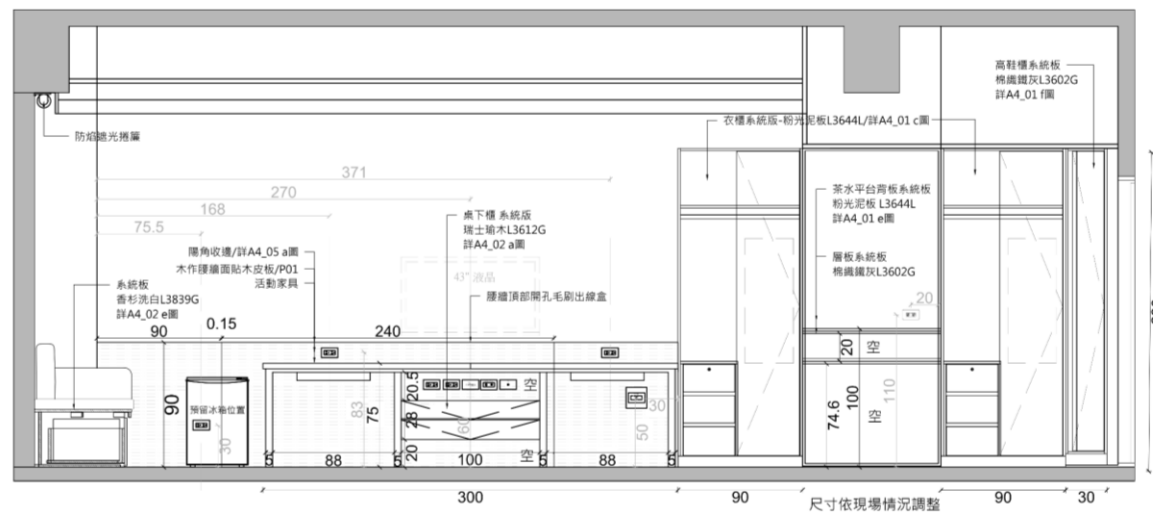 高鞋櫃系統板
棉織鐵灰L3602G
詳A4_01 f圖
衣櫃系統版-粉光泥板L3644L/詳A4_01 c圖
防焰遮光捲簾
371
270
168
75.5
茶水平台背板系統板
粉光泥板 L3644L
詳A4_01 e圖
桌下櫃 系統版
瑞士瑜木L3612G
詳A4_02 a圖
陽角收邊/詳A4_05 a圖
木作腰牆面貼木皮板/P01
活動家具
43" 液晶
層板系統板
棉織鐵灰L3602G
系統板
香杉洗白L3839G
詳A4_02 e圖
腰牆頂部開孔毛刷出線盒
20
90
0.15
240
20
空
90
預留冰箱位置
30
83
75
20.5
28
20
60
空
空
30
50
74.6
100
110
空
5
88
5
100
5
88
5
300
90
尺寸依現場情況調整
90
30